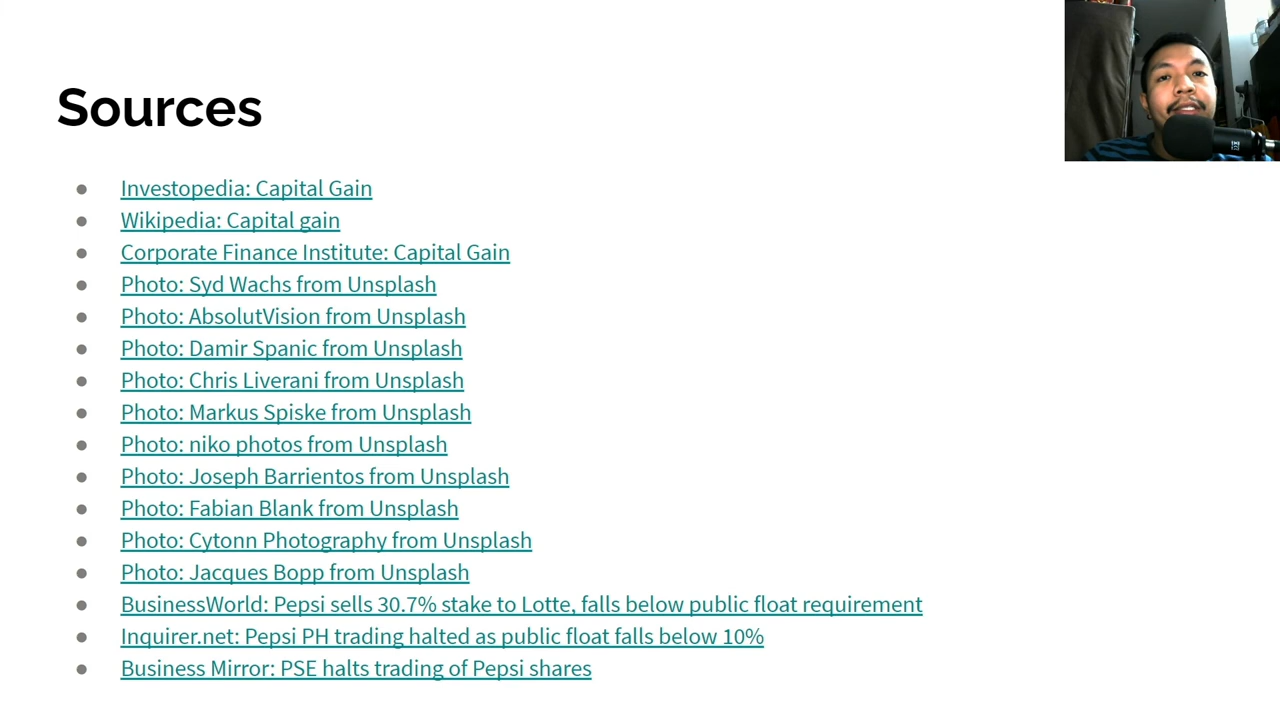 Sources
Investopedia: Capital Gain
Wikipedia: Capital gain
Corporate Finance Institute: Capital Gain
Photo: Syd Wachs from Unsplash
Photo: AbsolutVision from Unsplash
Photo: Damir Spanic from Unsplash
Photo: Chris Liverani from Unsplash
Photo: Markus Spiske from Unsplash
Photo: niko photos from Unsplash
Photo: Joseph Barrientos from Unsplash
Photo: Fabian Blank from Unsplash
Photo: Cytonn Photography from Unsplash
Photo: Jacques Bopp from Unsplash
BusinessWorld: Pepsi sells 30.7% stake to Lotte, falls below public float requirement
Inquirer.net: Pepsi PH trading halted as public float falls below 10%
Business Mirror: PSE halts trading of Pepsi shares